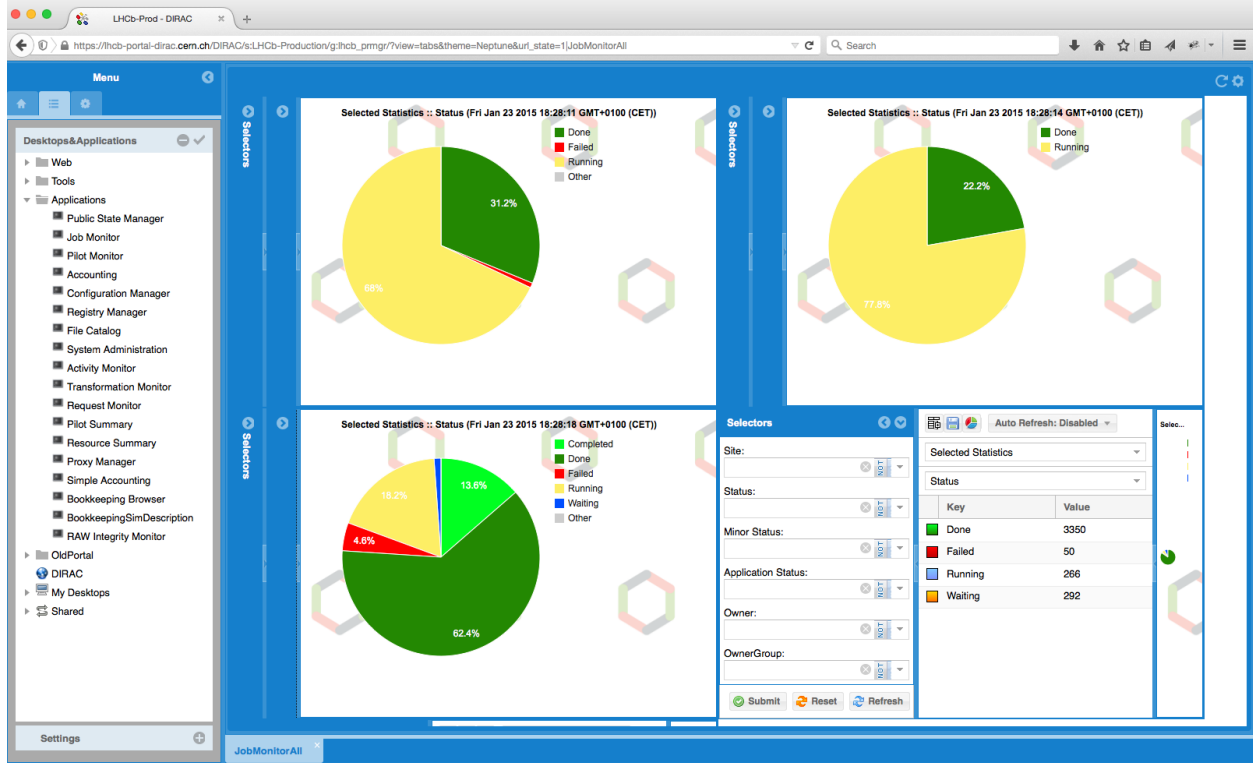 LHCb-Prod - DIRAC
https://lhcb-portal-dirac.cern.ch/DIRAC/s:LHCb-Production/g:lhcb_prmgr/?view=tabs&theme=Neptune&url_state=1|JobMonitorAll
Search
Menu
Desktops&Applications
Web
Tools
Applications
Public State Manager
Job Monitor
Pilot Monitor
Accounting
Configuration Manager
Registry Manager
File Catalog
System Administration
Activity Monitor
Transformation Monitor
Request Monitor
Pilot Summary
Resource Summary
Proxy Manager
Simple Accounting
Bookkeeping Browser
BookkeepingSimDescription
RAW Integrity Monitor
OldPortal
DIRAC
My Desktops
Shared
Settings
Selectors
Selected Statistics :: Status (Fri Jan 23 2015 18:28:11 GMT+0100 (CET))
Done
Failed
Running
Other
31.2%
68%
Selectors
Selected Statistics :: Status (Fri Jan 23 2015 18:28:14 GMT+0100 (CET))
Done
Running
22.2%
77.8%
Selectors
Selected Statistics :: Status (Fri Jan 23 2015 18:28:18 GMT+0100 (CET))
Completed
Done
Failed
Running
Waiting
Other
13.6%
18.2%
4.6%
62.4%
Selectors
Site:
NOT
Status:
NOT
Minor Status:
NOT
Application Status:
NOT
Owner:
NOT
OwnerGroup:
NOT
Submit Reset Refresh
Auto Refresh: Disabled
Selected Statistics
Status
Key Value
Done 3350
Failed 50
Running 266
Waiting 292
Selec...
JobMonitorAll